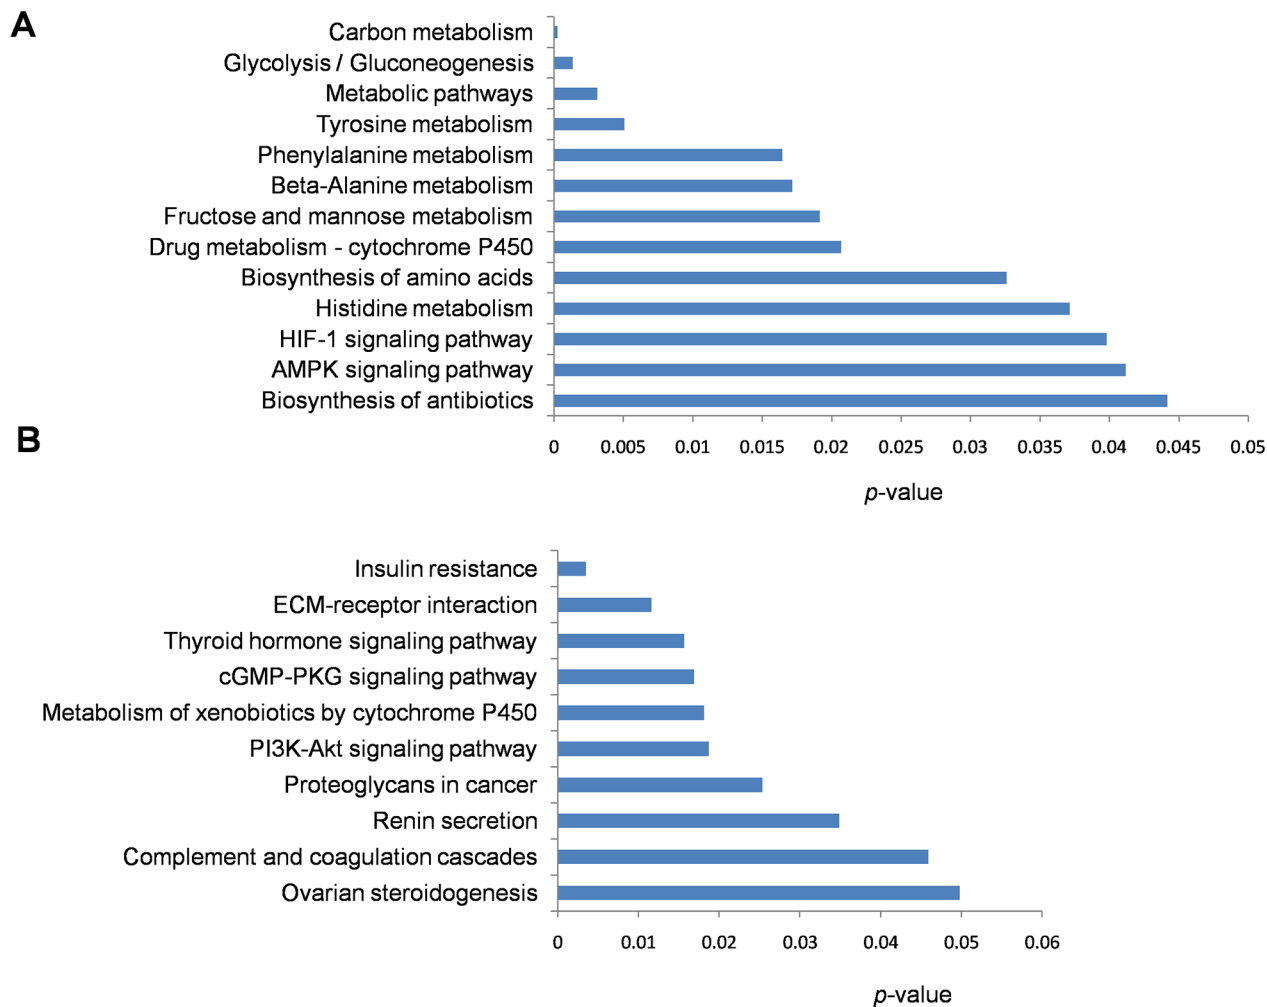 A
Carbon metabolism
Glycolysis / Gluconeogenesis
Metabolic pathways
Tyrosine metabolism
Phenylalanine metabolism
Beta-Alanine metabolism
Fructose and mannose metabolism
Drug metabolism - cytochrome P450
Biosynthesis of amino acids
Histidine metabolism
HIF-1 signaling pathway
AMPK signaling pathway
Biosynthesis of antibiotics
0 0.005 0.01 0.015 0.02 0.025 0.03 0.035 0.04 0.045 0.05
p-value
B
Insulin resistance
ECM-receptor interaction
Thyroid hormone signaling pathway
cGMP-PKG signaling pathway
Metabolism of xenobiotics by cytochrome P450
PI3K-Akt signaling pathway
Proteoglycans in cancer
Renin secretion
Complement and coagulation cascades
Ovarian steroidogenesis
0 0.01 0.02 0.03 0.04 0.05 0.06
p-value